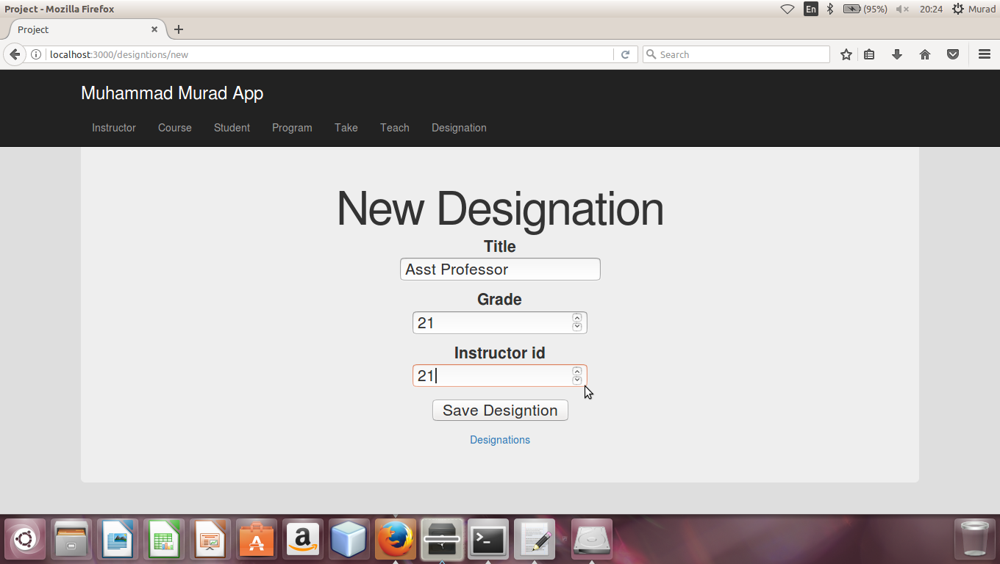 Project - Mozilla Firefox
En (95%) 20:24 Murad
Project
localhost:3000/designtions/new Search
Muhammad Murad App
Instructor Course Student Program Take Teach Designation
New Designation
Title
Asst Professor
Grade
21
Instructor id
21
Save Designtion
Designations